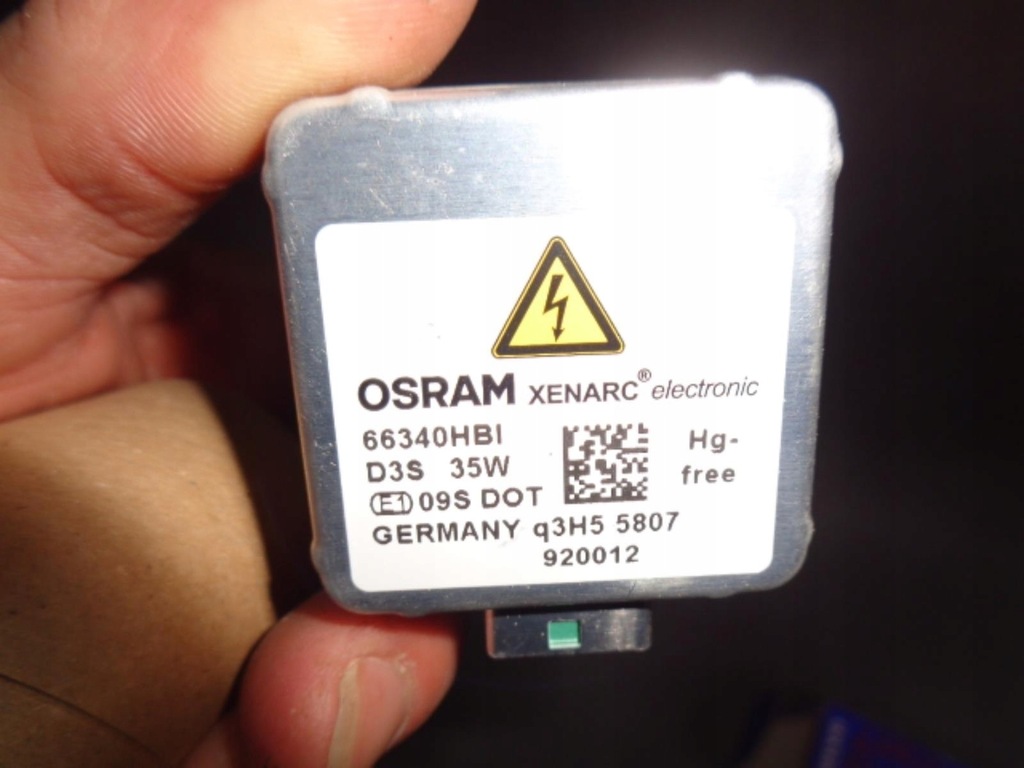 OSRAM XENARC® electronic
66340HBI
D3S 35W
Hg-
free
E1 09S DOT
GERMANY q3H5 5807
920012